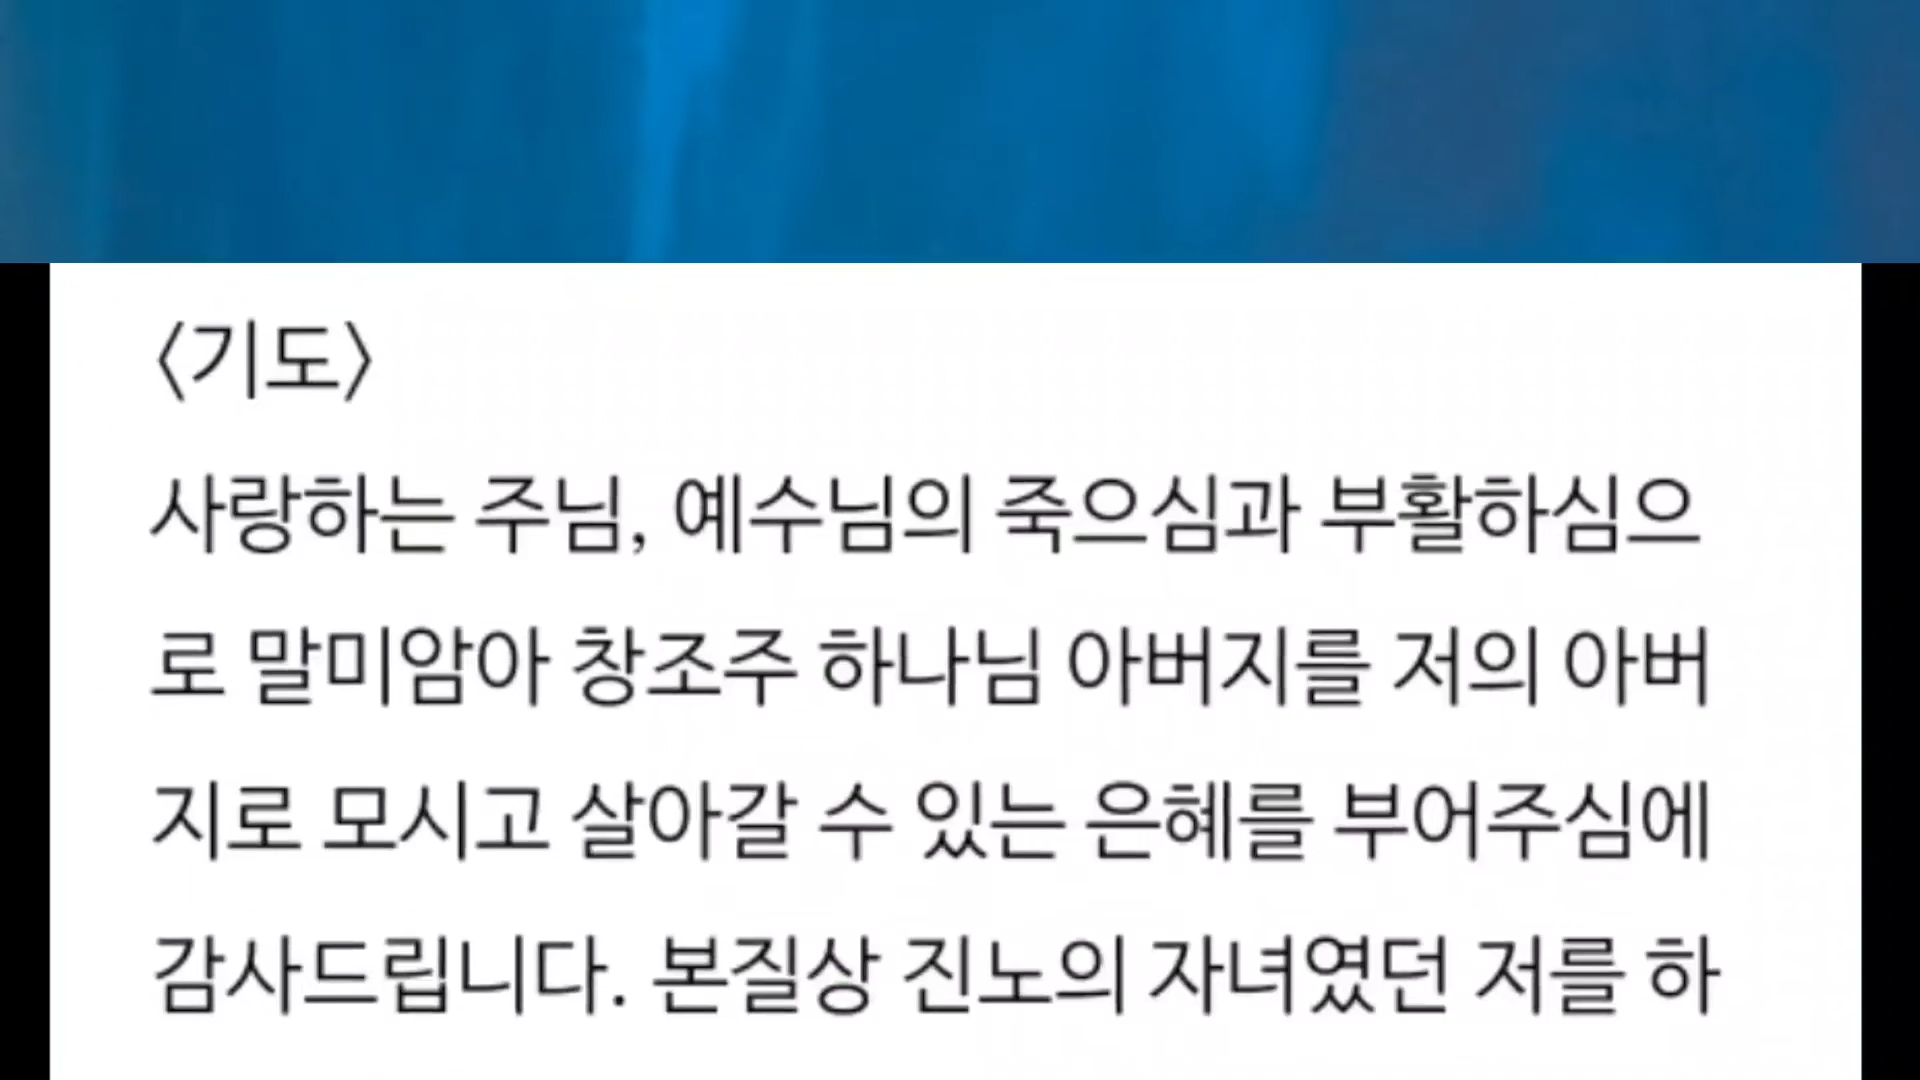 〈기도〉
사랑하는 주님, 예수님의 죽으심과 부활하심으
로 말미암아 창조주 하나님 아버지를 저의 아버
지로 모시고 살아갈 수 있는 은혜를 부어주심에
감사드립니다. 본질상 진노의 자녀였던 저를 하